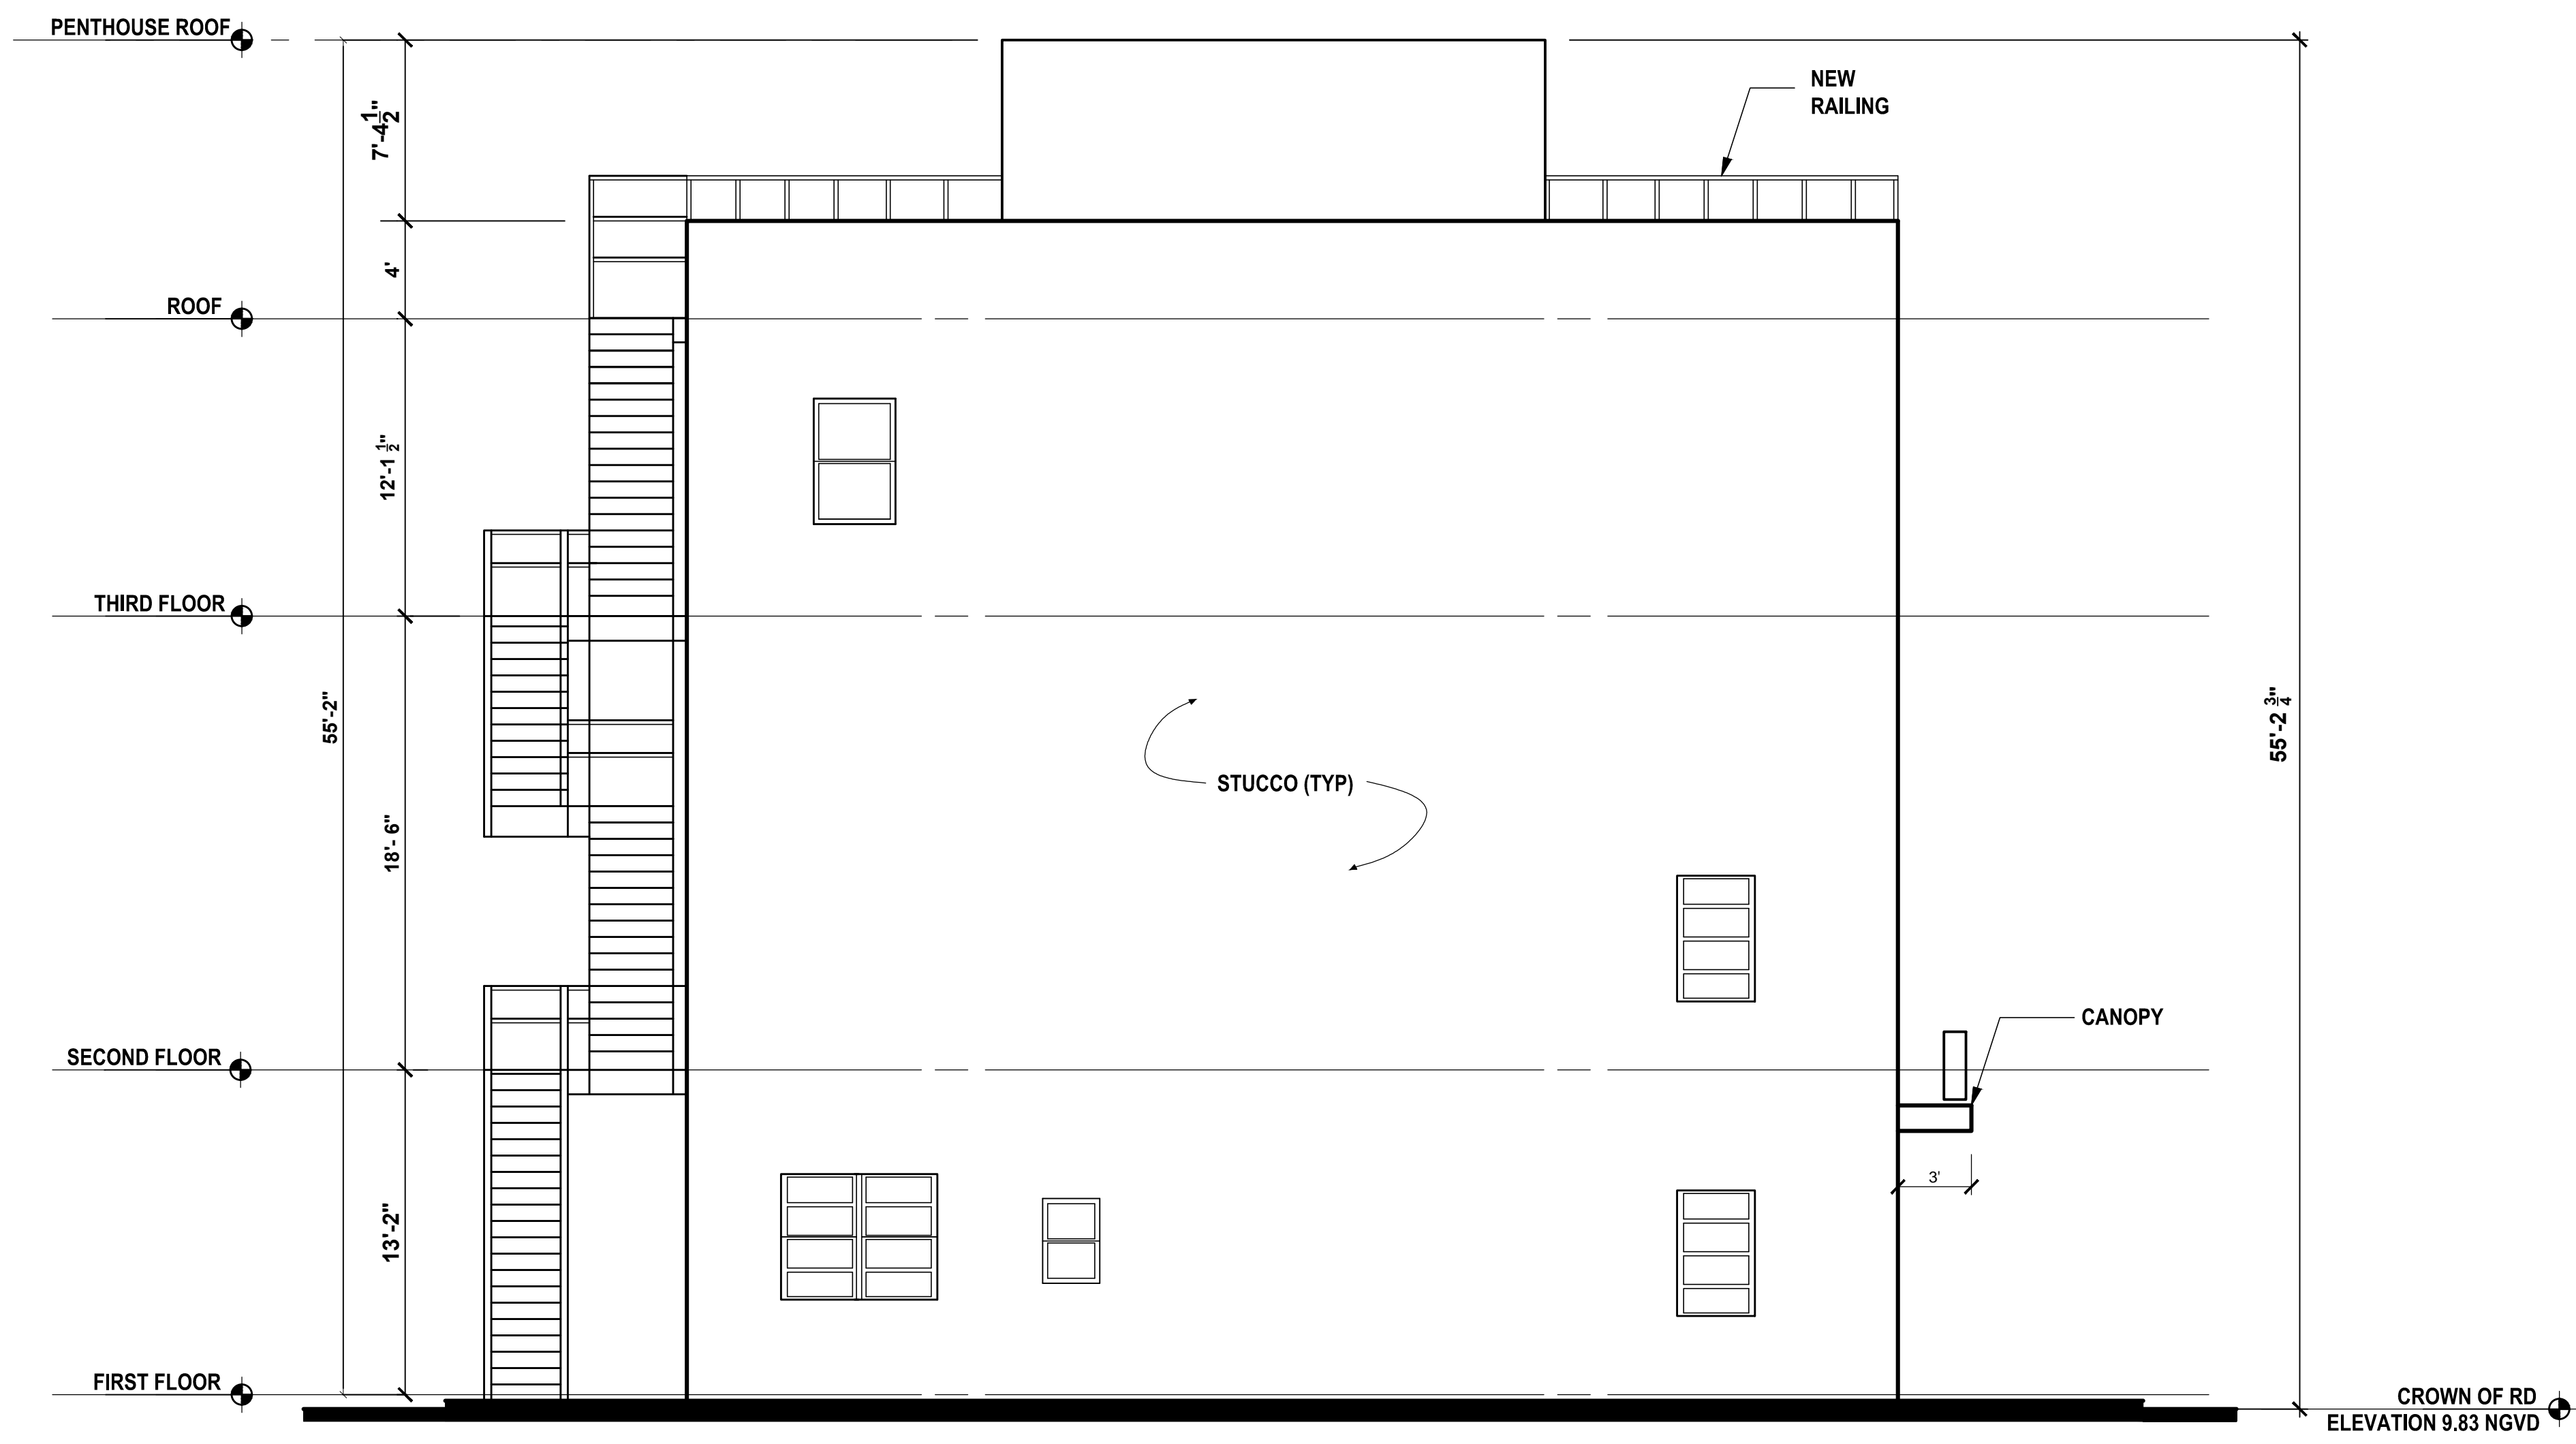 PENTHOUSE ROOF
NEW
RAILING
7'-4 1/2"
4'
ROOF
12'-1 1/2"
THIRD FLOOR
55'-2"
55'-2 3/4"
STUCCO (TYP)
18'- 6"
CANOPY
SECOND FLOOR
3'
13'-2"
FIRST FLOOR
CROWN OF RD
ELEVATION 9.83 NGVD